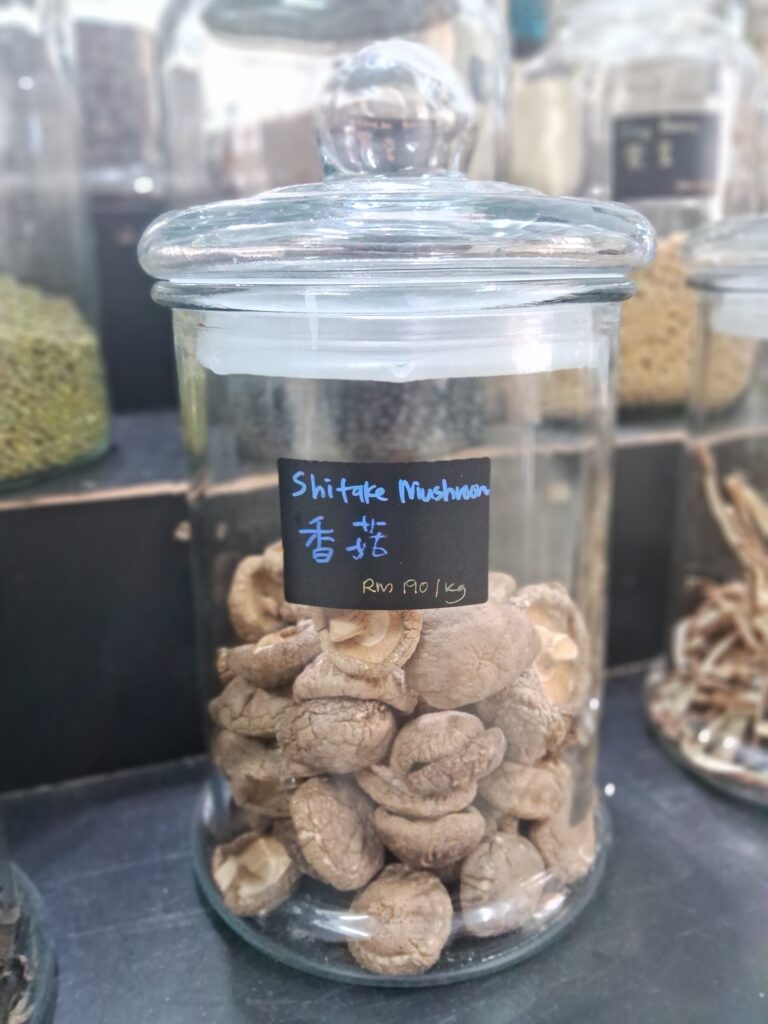 Shitake Mushroom
香菇
RM 190/kg